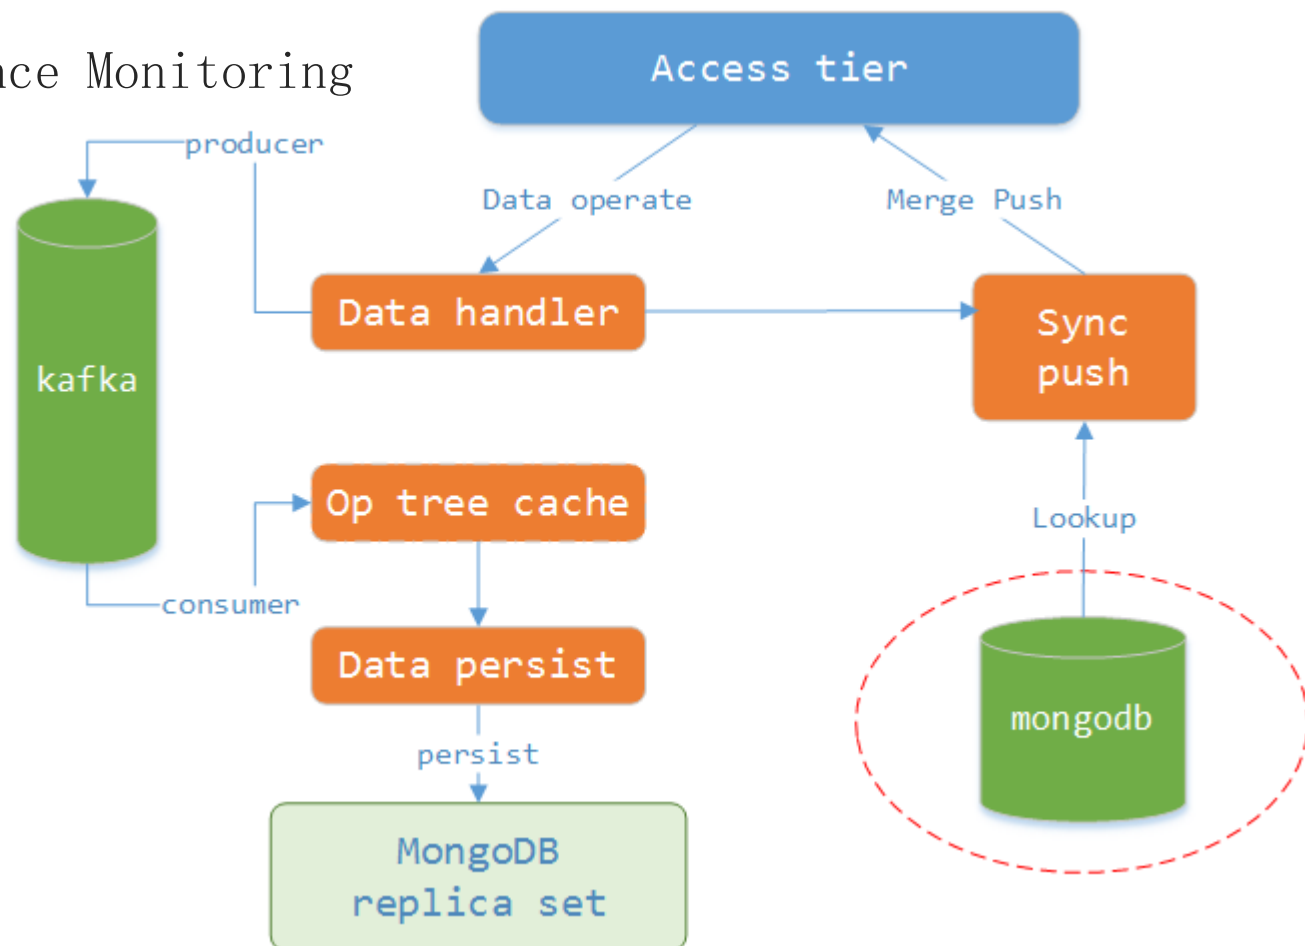 Monitoring
Access tier
producer
Data operate
Merge Push
Data handler
Sync
push
kafka
Op tree cache
Lookup
consumer
Data persist
mongodb
persist
MongoDB
replica set